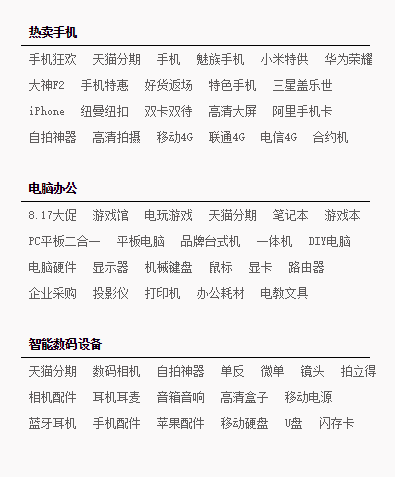 热卖手机
手机狂欢 天猫分期 手机 魅族手机 小米特供 华为荣耀
大神F2 手机特惠 好货返场 特色手机 三星盖乐世
iPhone 纽曼纽扣 双卡双待 高清大屏 阿里手机卡
自拍神器 高清拍摄 移动4G 联通4G 电信4G 合约机
电脑办公
8.17大促 游戏馆 电玩游戏 天猫分期 笔记本 游戏本
PC平板二合一 平板电脑 品牌台式机 一体机 DIY电脑
电脑硬件 显示器 机械键盘 鼠标 显卡 路由器
企业采购 投影仪 打印机 办公耗材 电教文具
智能数码设备
天猫分期 数码相机 自拍神器 单反 微单 镜头 拍立得
相机配件 耳机耳麦 音箱音响 高清盒子 移动电源
蓝牙耳机 手机配件 苹果配件 移动硬盘 U盘 闪存卡